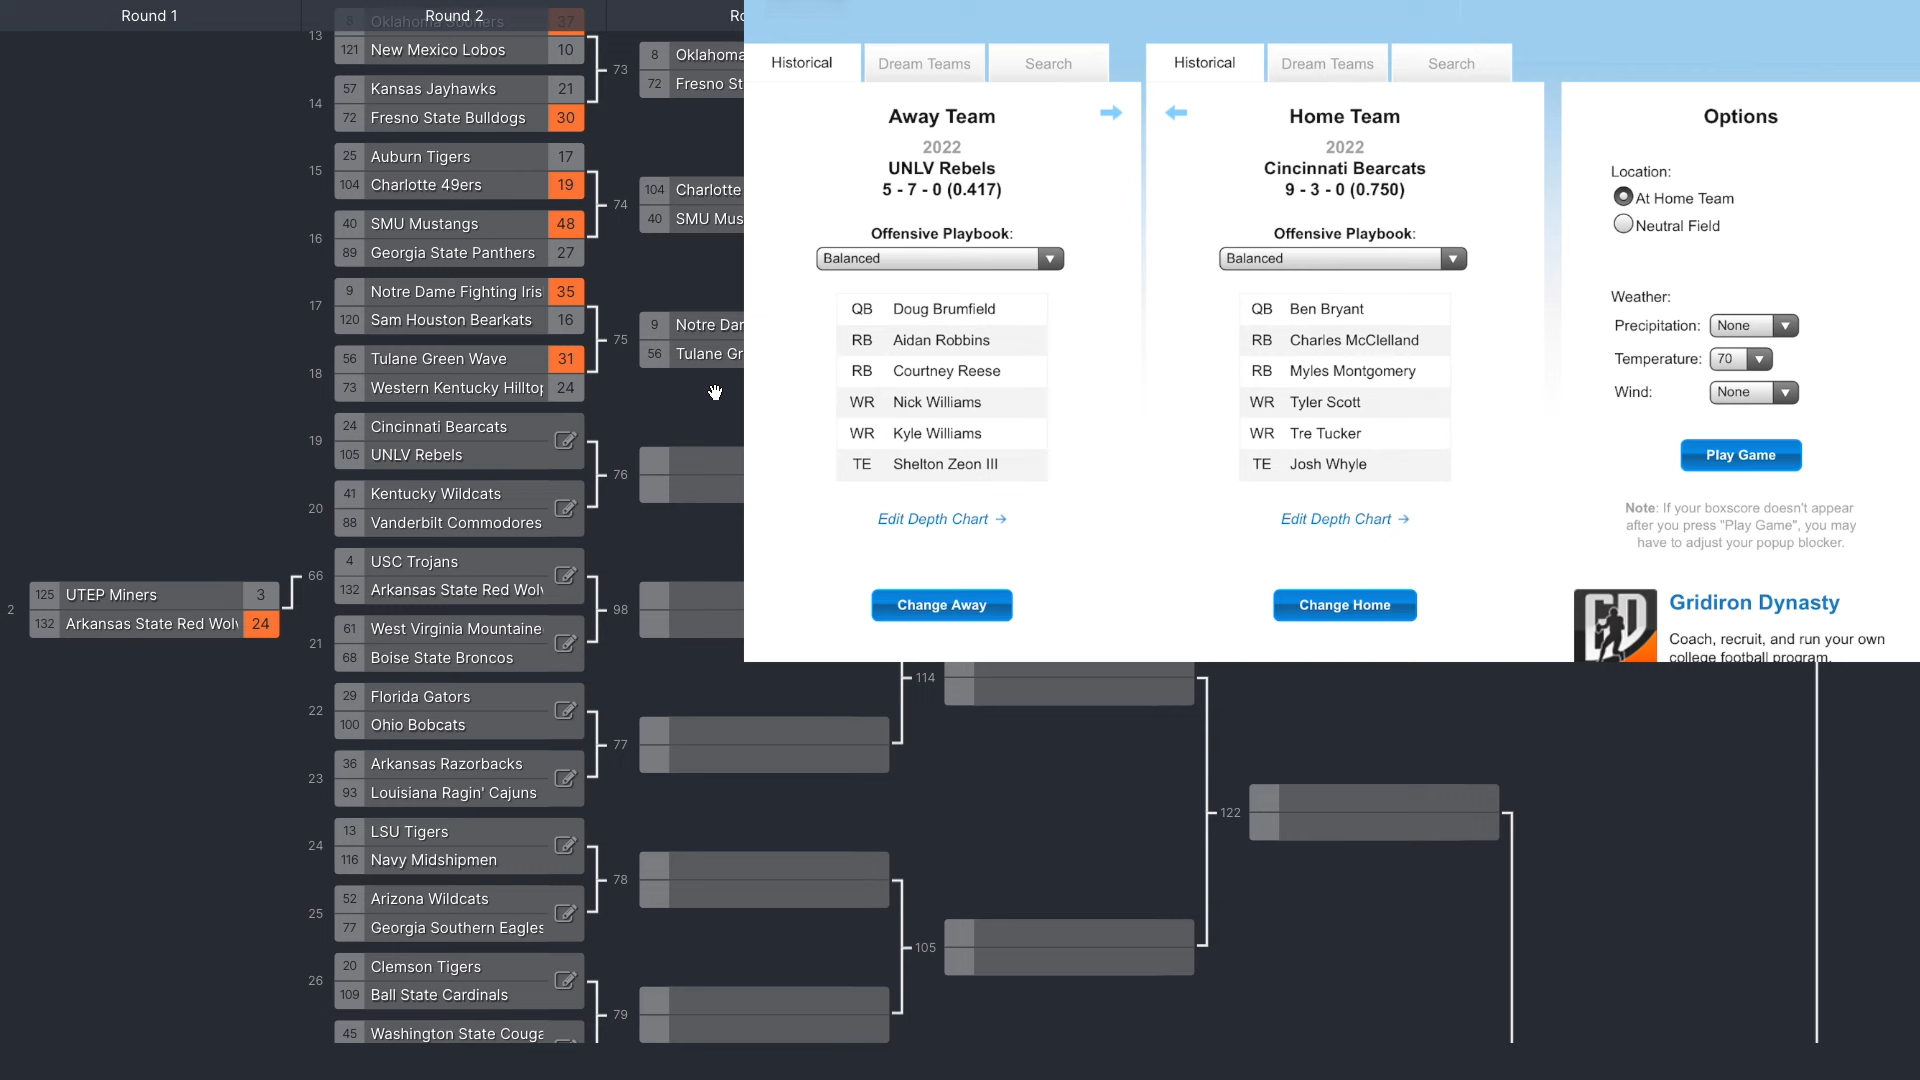 Round 1
Round 2
Ro
8 Oklahoma Sooners 37
13
121 New Mexico Lobos 10
57 Kansas Jayhawks 21
14
72 Fresno State Bulldogs 30
25 Auburn Tigers 17
15
104 Charlotte 49ers 19
40 SMU Mustangs 48
16
89 Georgia State Panthers 27
9 Notre Dame Fighting Iris 35
17
120 Sam Houston Bearkats 16
56 Tulane Green Wave 31
18
73 Western Kentucky Hilltop 24
24 Cincinnati Bearcats
19
105 UNLV Rebels
41 Kentucky Wildcats
20
88 Vanderbilt Commodores
4 USC Trojans
66
132 Arkansas State Red Wolv
61 West Virginia Mountaine
21
68 Boise State Broncos
29 Florida Gators
22
100 Ohio Bobcats
36 Arkansas Razorbacks
23
93 Louisiana Ragin' Cajuns
13 LSU Tigers
24
116 Navy Midshipmen
52 Arizona Wildcats
25
77 Georgia Southern Eagles
20 Clemson Tigers
26
109 Ball State Cardinals
45 Washington State Couga
2
125 UTEP Miners 3
132 Arkansas State Red Wolv 24
73
8 Oklahoma
72 Fresno St
74
104 Charlotte
40 SMU Mus
75
9 Notre Dar
56 Tulane Gr
76
98
77
78
79
114
105
122
Historical
Dream Teams
Search
Away Team
2022
UNLV Rebels
5 - 7 - 0 (0.417)
Offensive Playbook:
Balanced
QB Doug Brumfield
RB Aidan Robbins
RB Courtney Reese
WR Nick Williams
WR Kyle Williams
TE Shelton Zeon III
Edit Depth Chart →
Change Away
Historical
Dream Teams
Search
Home Team
2022
Cincinnati Bearcats
9 - 3 - 0 (0.750)
Offensive Playbook:
Balanced
QB Ben Bryant
RB Charles McClelland
RB Myles Montgomery
WR Tyler Scott
WR Tre Tucker
TE Josh Whyle
Edit Depth Chart →
Change Home
Options
Location:
At Home Team
Neutral Field
Weather:
Precipitation: None
Temperature: 70
Wind: None
Play Game
Note: If your boxscore doesn't appear
after you press "Play Game", you may
have to adjust your popup blocker.
GD
Gridiron Dynasty
Coach, recruit, and run your own
college football program.